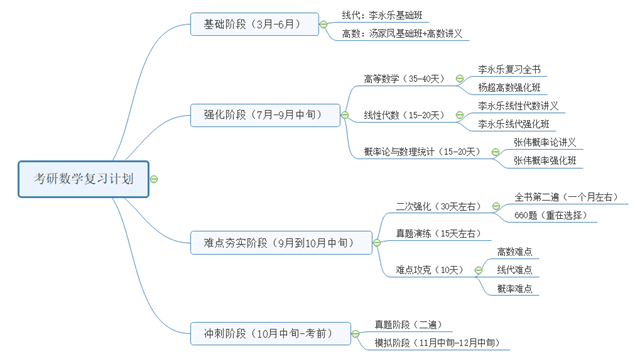 考研数学复习计划
基础阶段（3月-6月）
线代：李永乐基础班
高数：汤家凤基础班+高数讲义
强化阶段（7月-9月中旬）
高等数学（35-40天）
李永乐复习全书
杨超高数强化班
线性代数（15-20天）
李永乐线性代数讲义
李永乐线代强化班
概率论与数理统计（15-20天）
张伟概率论讲义
张伟概率强化班
难点夯实阶段（9月到10月中旬）
二次强化（30天左右）
全书第二遍（一个月左右）
660题（重在选择）
真题演练（15天左右）
难点攻克（10天）
高数难点
线代难点
概率难点
冲刺阶段（10月中旬-考前）
真题阶段（二遍）
模拟阶段（11月中旬-12月中旬）